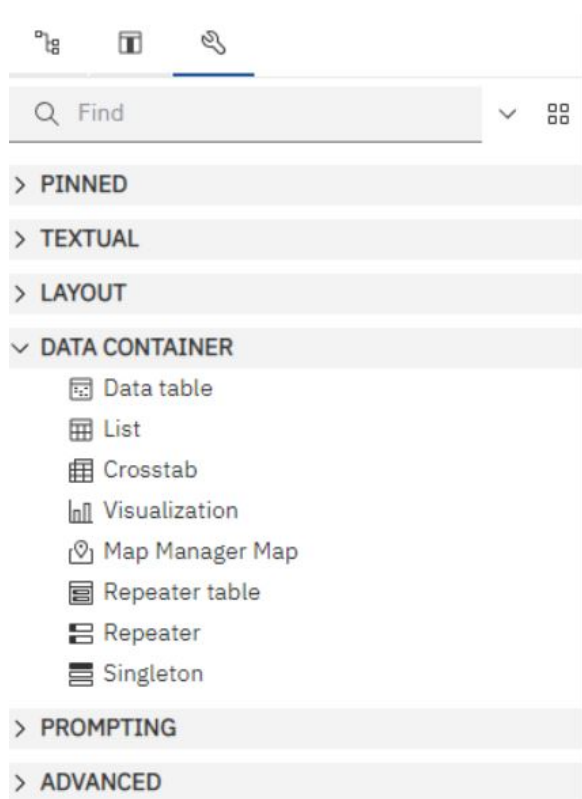 Find
PINNED
TEXTUAL
LAYOUT
DATA CONTAINER
Data table
List
Crosstab
Visualization
Map Manager Map
Repeater table
Repeater
Singleton
PROMPTING
ADVANCED